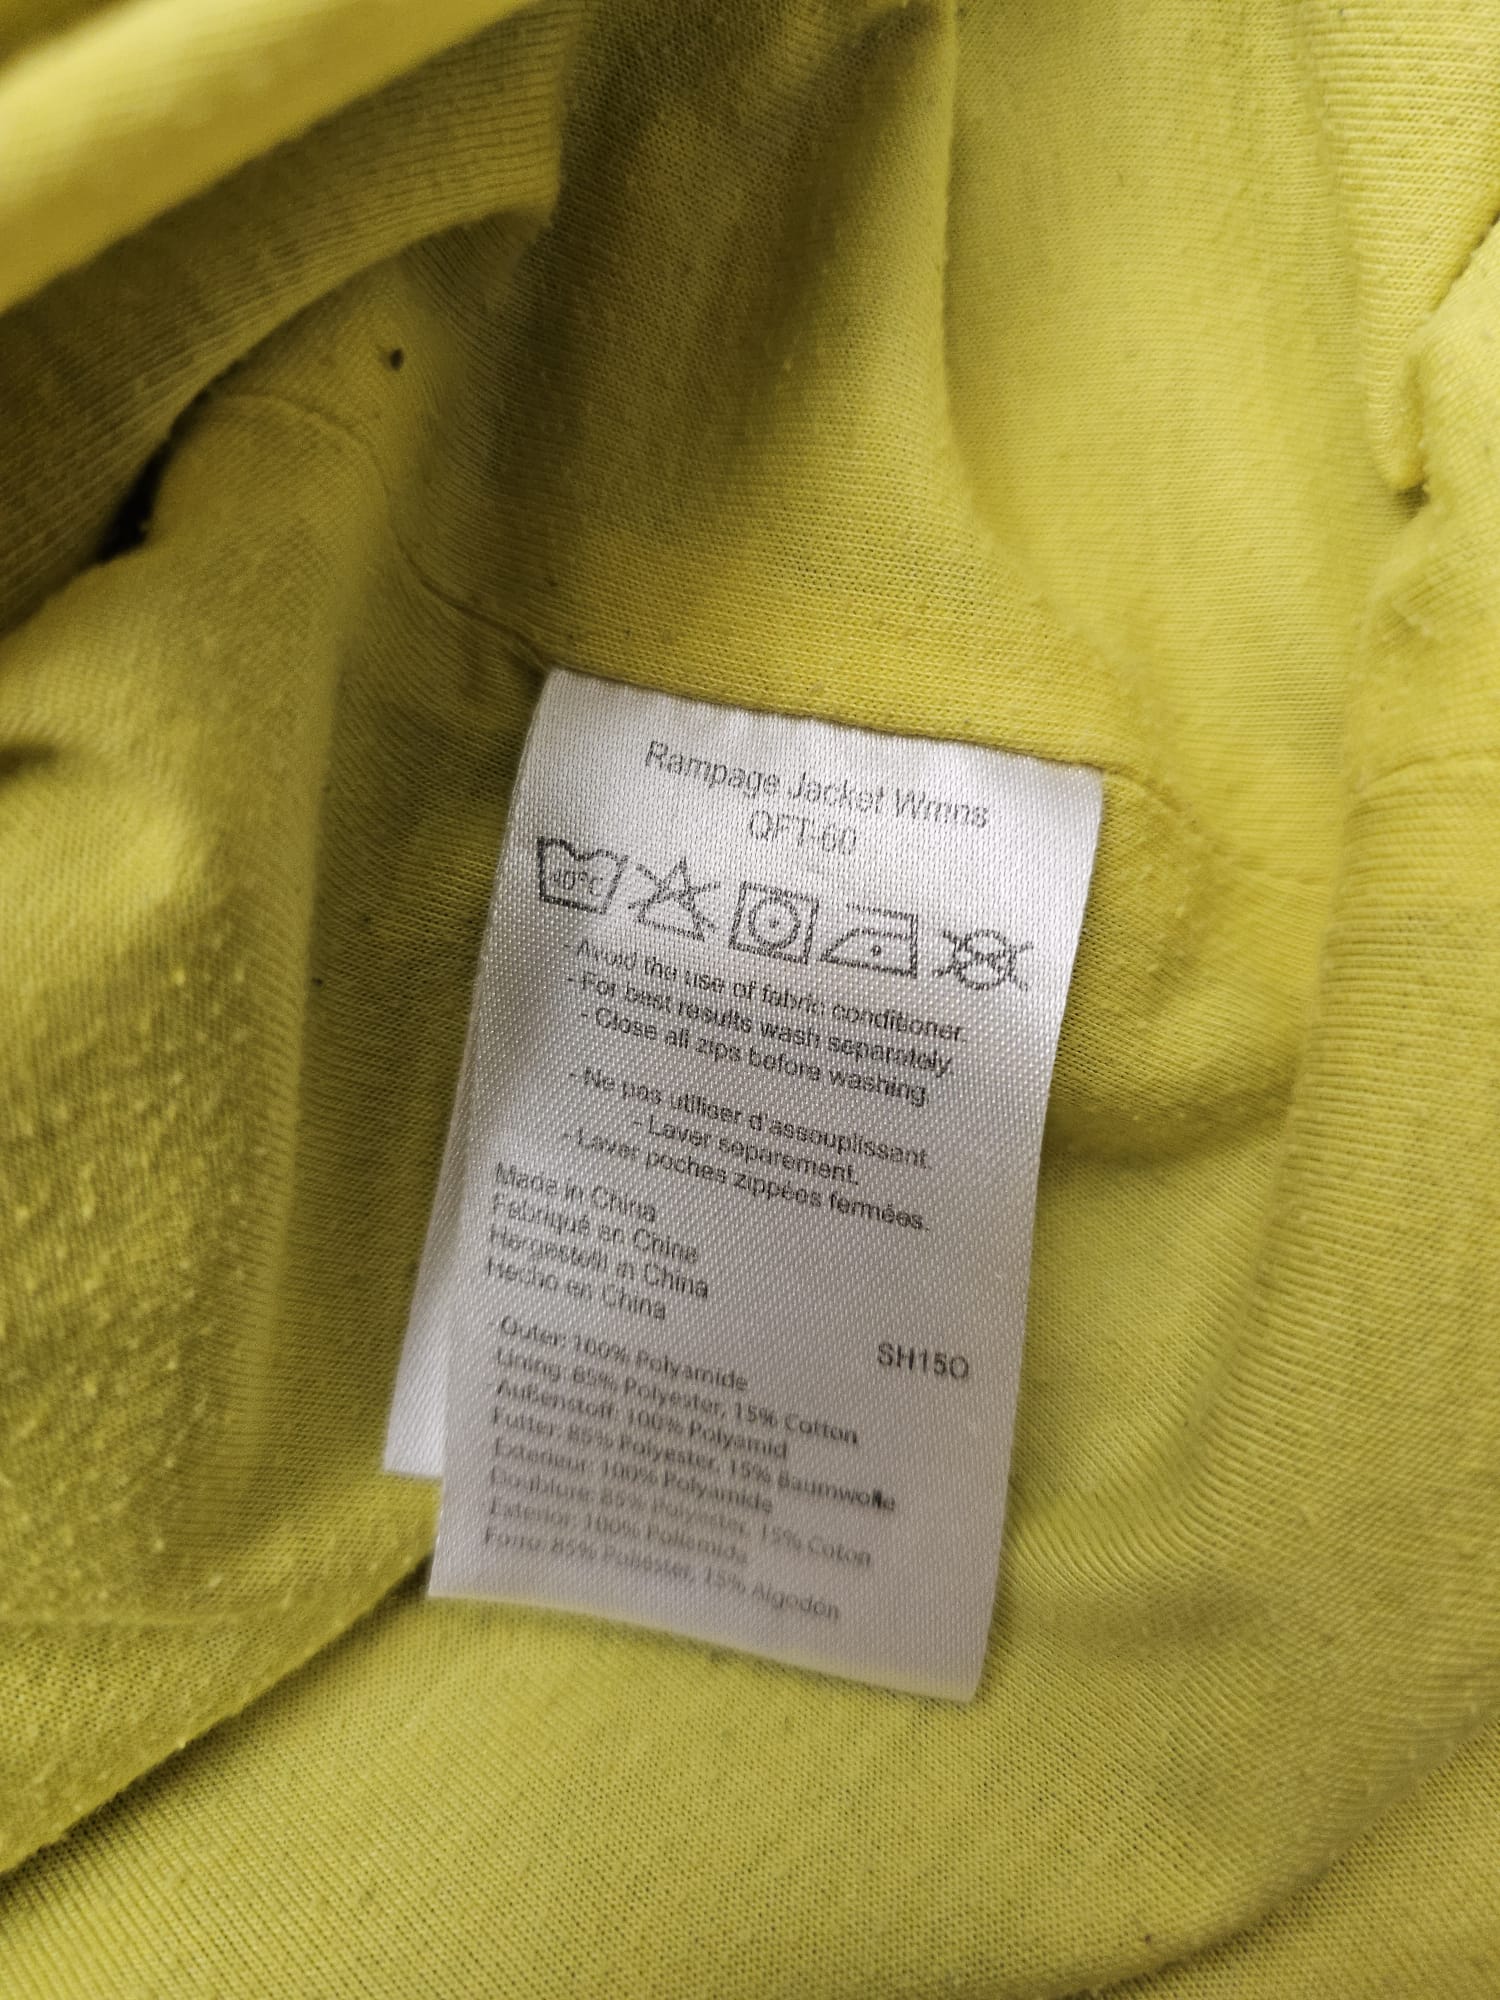 Rampage Jacket Wmns
QFT-60
40°C
- Avoid the use of fabric conditioner.
- For best results wash separately.
- Close all zips before washing.
- Ne pas utiliser d'assouplissant.
- Laver separement.
- Laver poches zippées fermées.
Made in China
Fabriqué en Chine
Hergestellt in China
Hecho en China
SH15O
Outer: 100% Polyamide
Lining: 85% Polyester, 15% Cotton
Außenstoff: 100% Polyamid
Futter: 85% Polyester, 15% Baumwolle
Exterieur: 100% Polyamide
Doublure: 85% Polyester, 15% Coton
Exterior: 100% Poliamida
Forro: 85% Poliéster, 15% Algodon